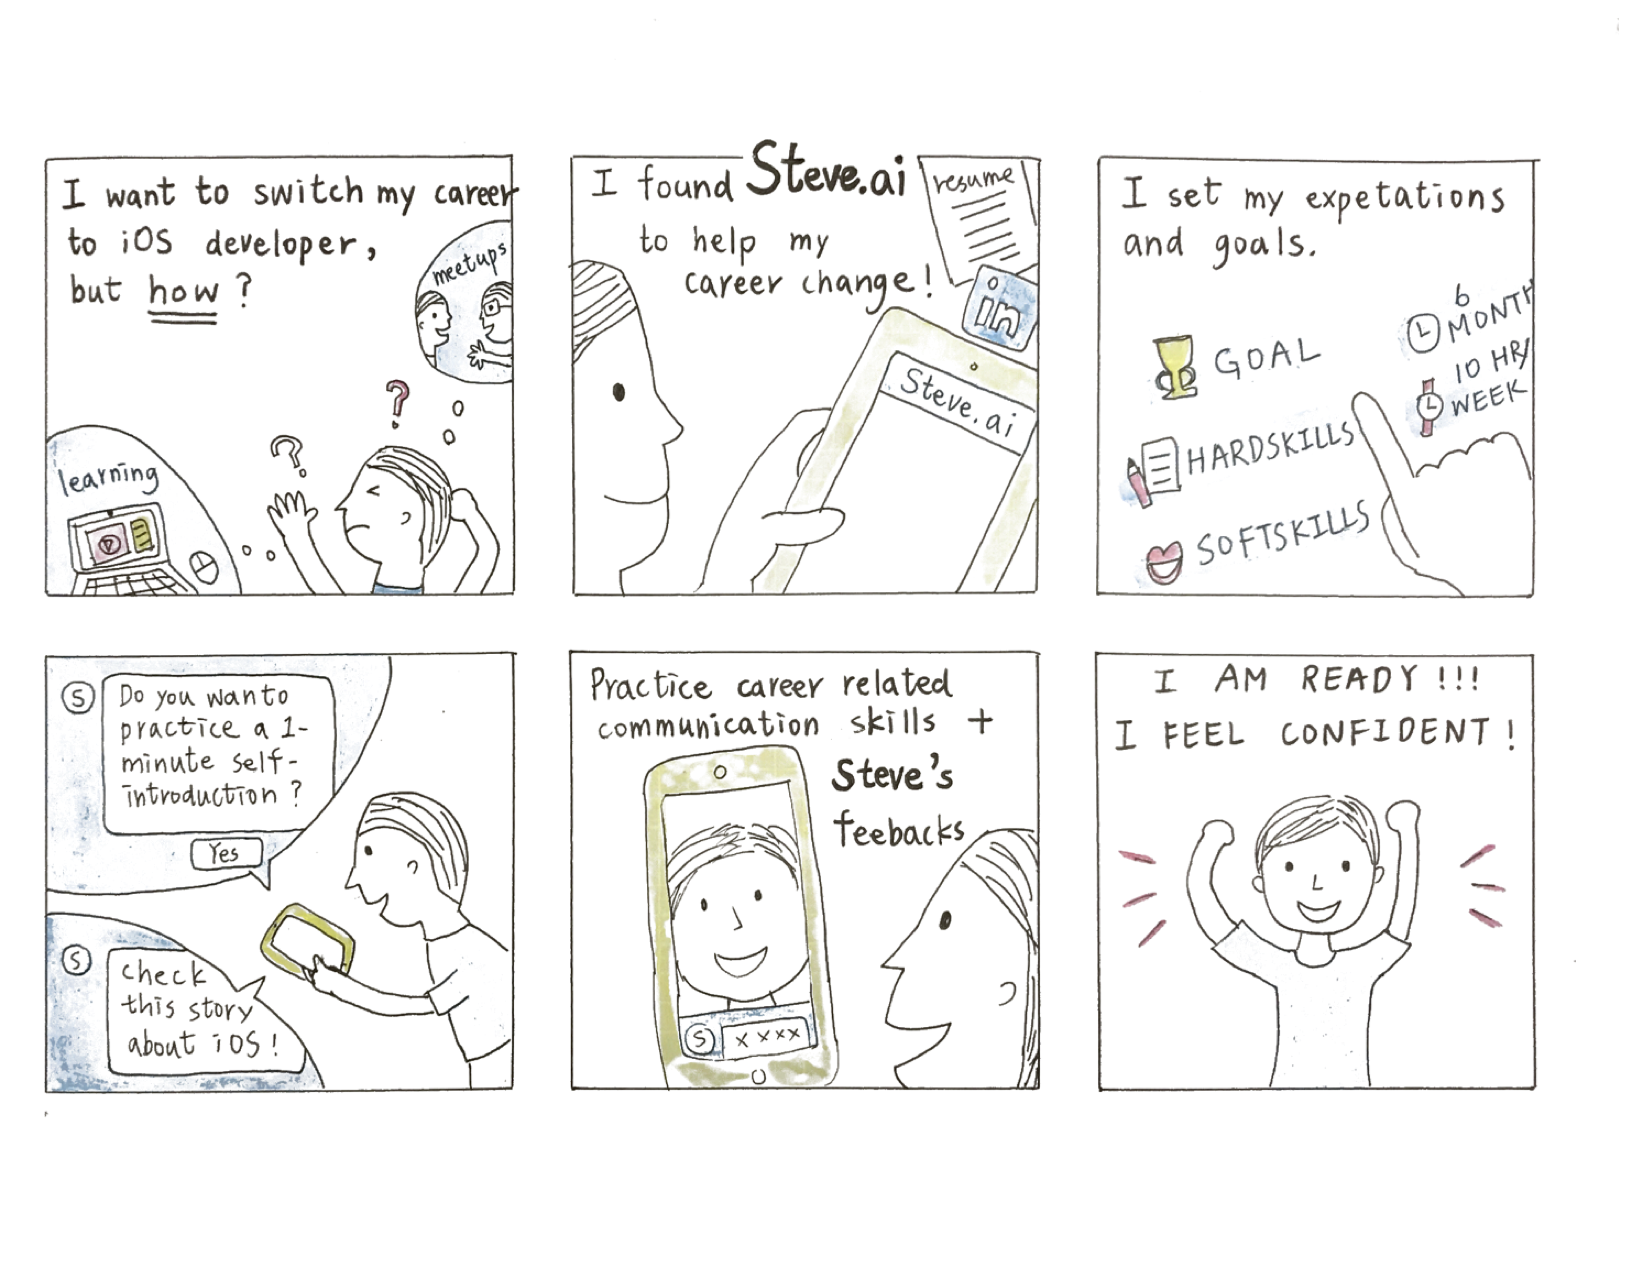 I want to switch my career
to iOS developer,
but how?
meetups
?
?
learning
I found Steve.ai
to help my
career change!
resume
in
Steve.ai
I set my expetations
and goals.
GOAL
HARDSKILLS
SOFTSKILLS
6
MONTH
10 HR/
WEEK
S
Do you wanto
practice a 1-
minute self-
introduction?
Yes
S
check
this story
about iOS!
Practice career related
communication skills +
Steve's
feebacks
S
xxxx
I AM READY!!!
I FEEL CONFIDENT!